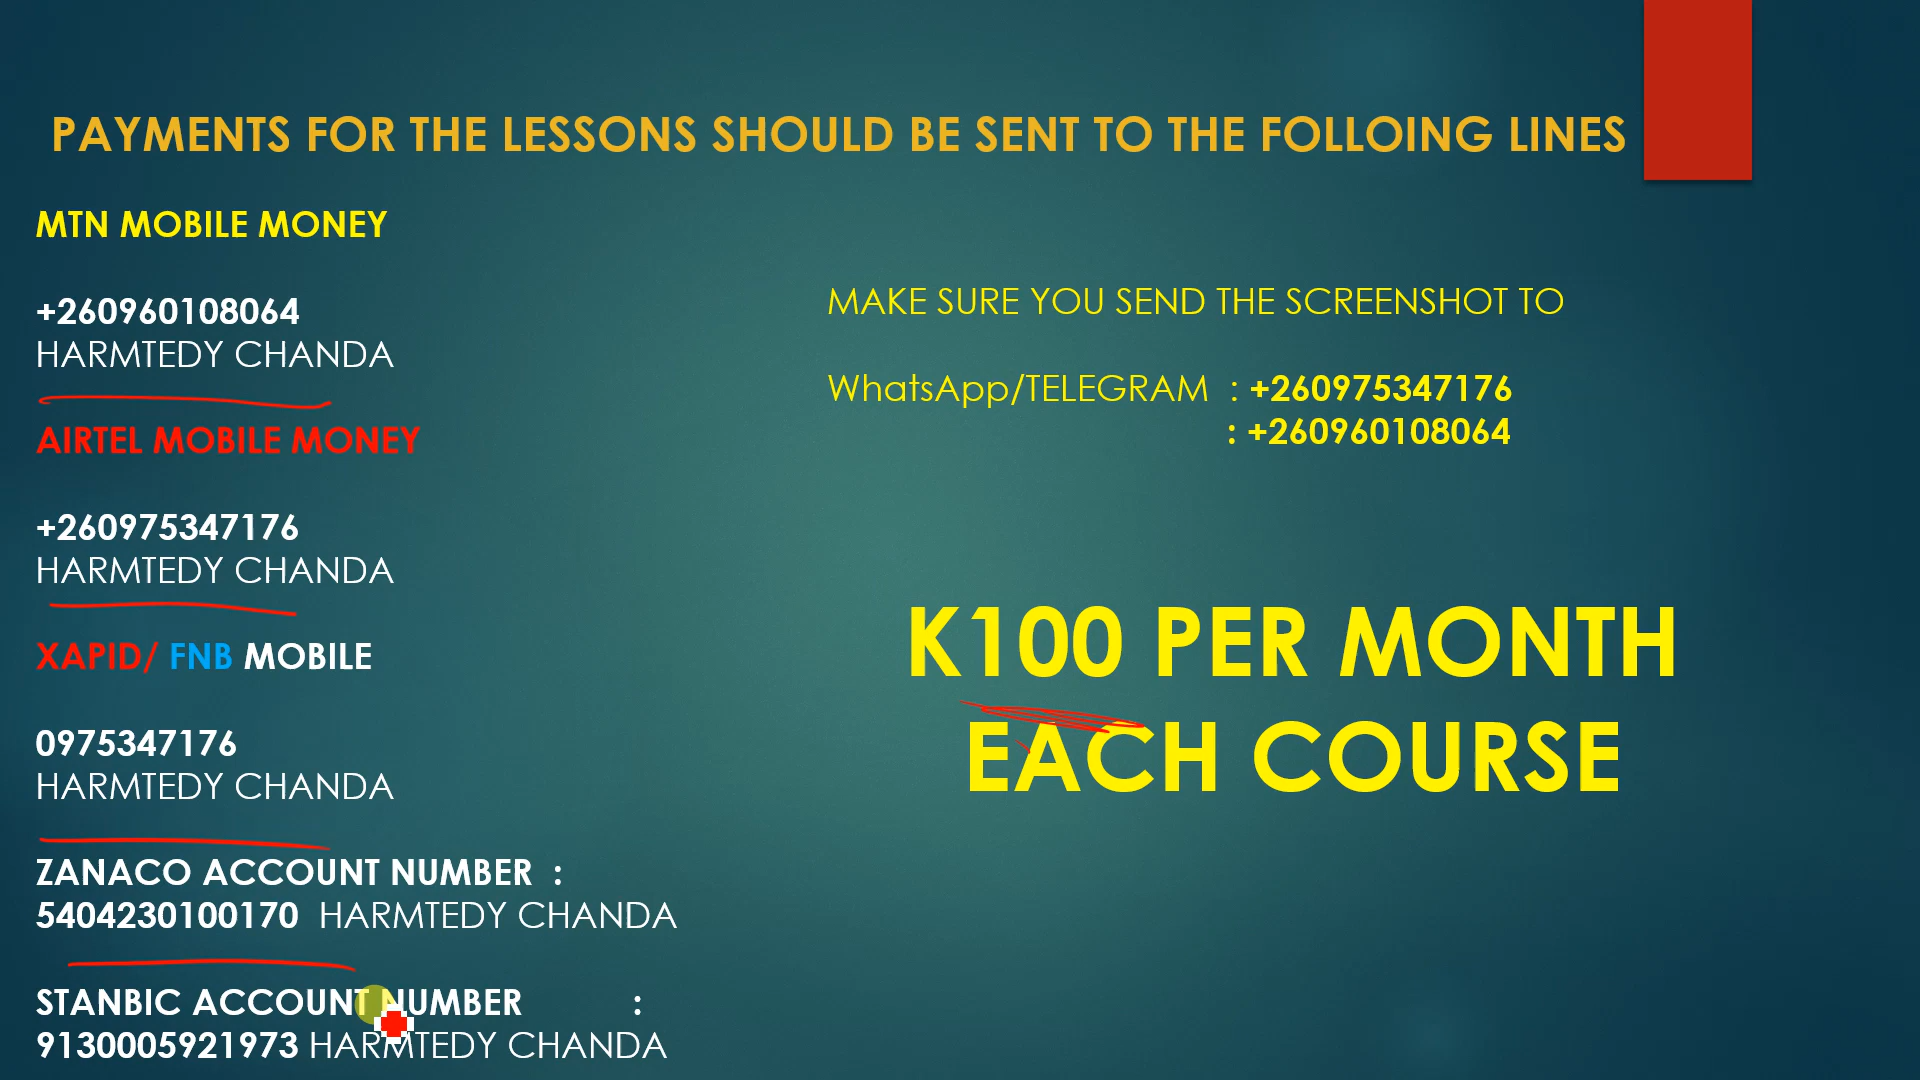 PAYMENTS FOR THE LESSONS SHOULD BE SENT TO THE FOLLOING LINES
MTN MOBILE MONEY
+260960108064
HARMTEDY CHANDA
AIRTEL MOBILE MONEY
+260975347176
HARMTEDY CHANDA
XAPID/ FNB MOBILE
0975347176
HARMTEDY CHANDA
ZANACO ACCOUNT NUMBER :
5404230100170 HARMTEDY CHANDA
STANBIC ACCOUNT NUMBER :
9130005921973 HARMTEDY CHANDA
MAKE SURE YOU SEND THE SCREENSHOT TO
WhatsApp/TELEGRAM : +260975347176
: +260960108064
K100 PER MONTH
EACH COURSE